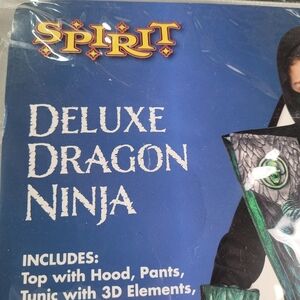 SPIRIT
DELUXE
DRAGON
NINJA
INCLUDES:
Top with Hood, Pants,
Tunic with 3D Elements,